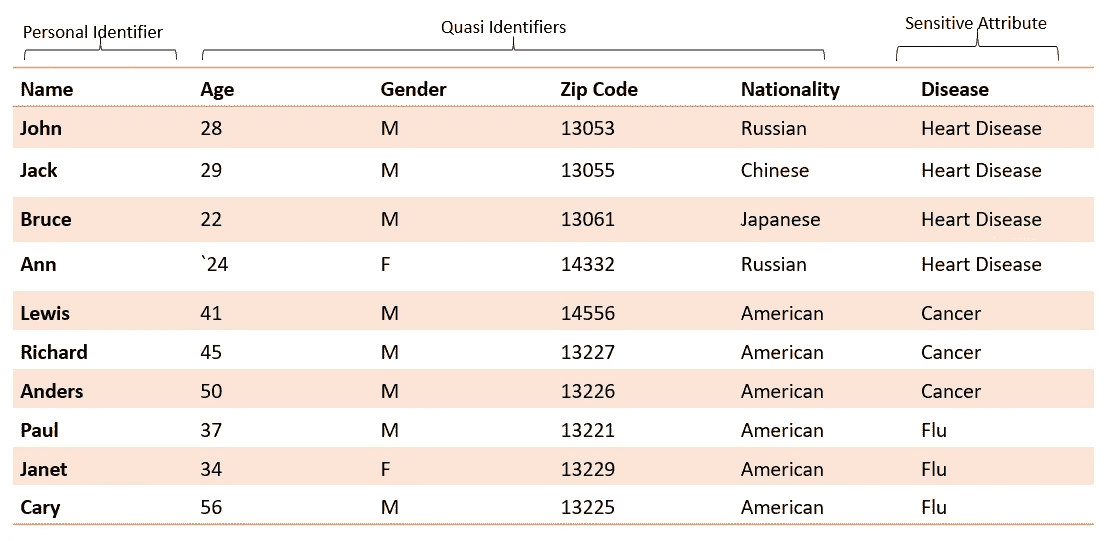 Personal Identifier Quasi Identifiers Sensitive Attribute
Name Age Gender Zip Code Nationality Disease
John 28 M 13053 Russian Heart Disease
Jack 29 M 13055 Chinese Heart Disease
Bruce 22 M 13061 Japanese Heart Disease
Ann `24 F 14332 Russian Heart Disease
Lewis 41 M 14556 American Cancer
Richard 45 M 13227 American Cancer
Anders 50 M 13226 American Cancer
Paul 37 M 13221 American Flu
Janet 34 F 13229 American Flu
Cary 56 M 13225 American Flu